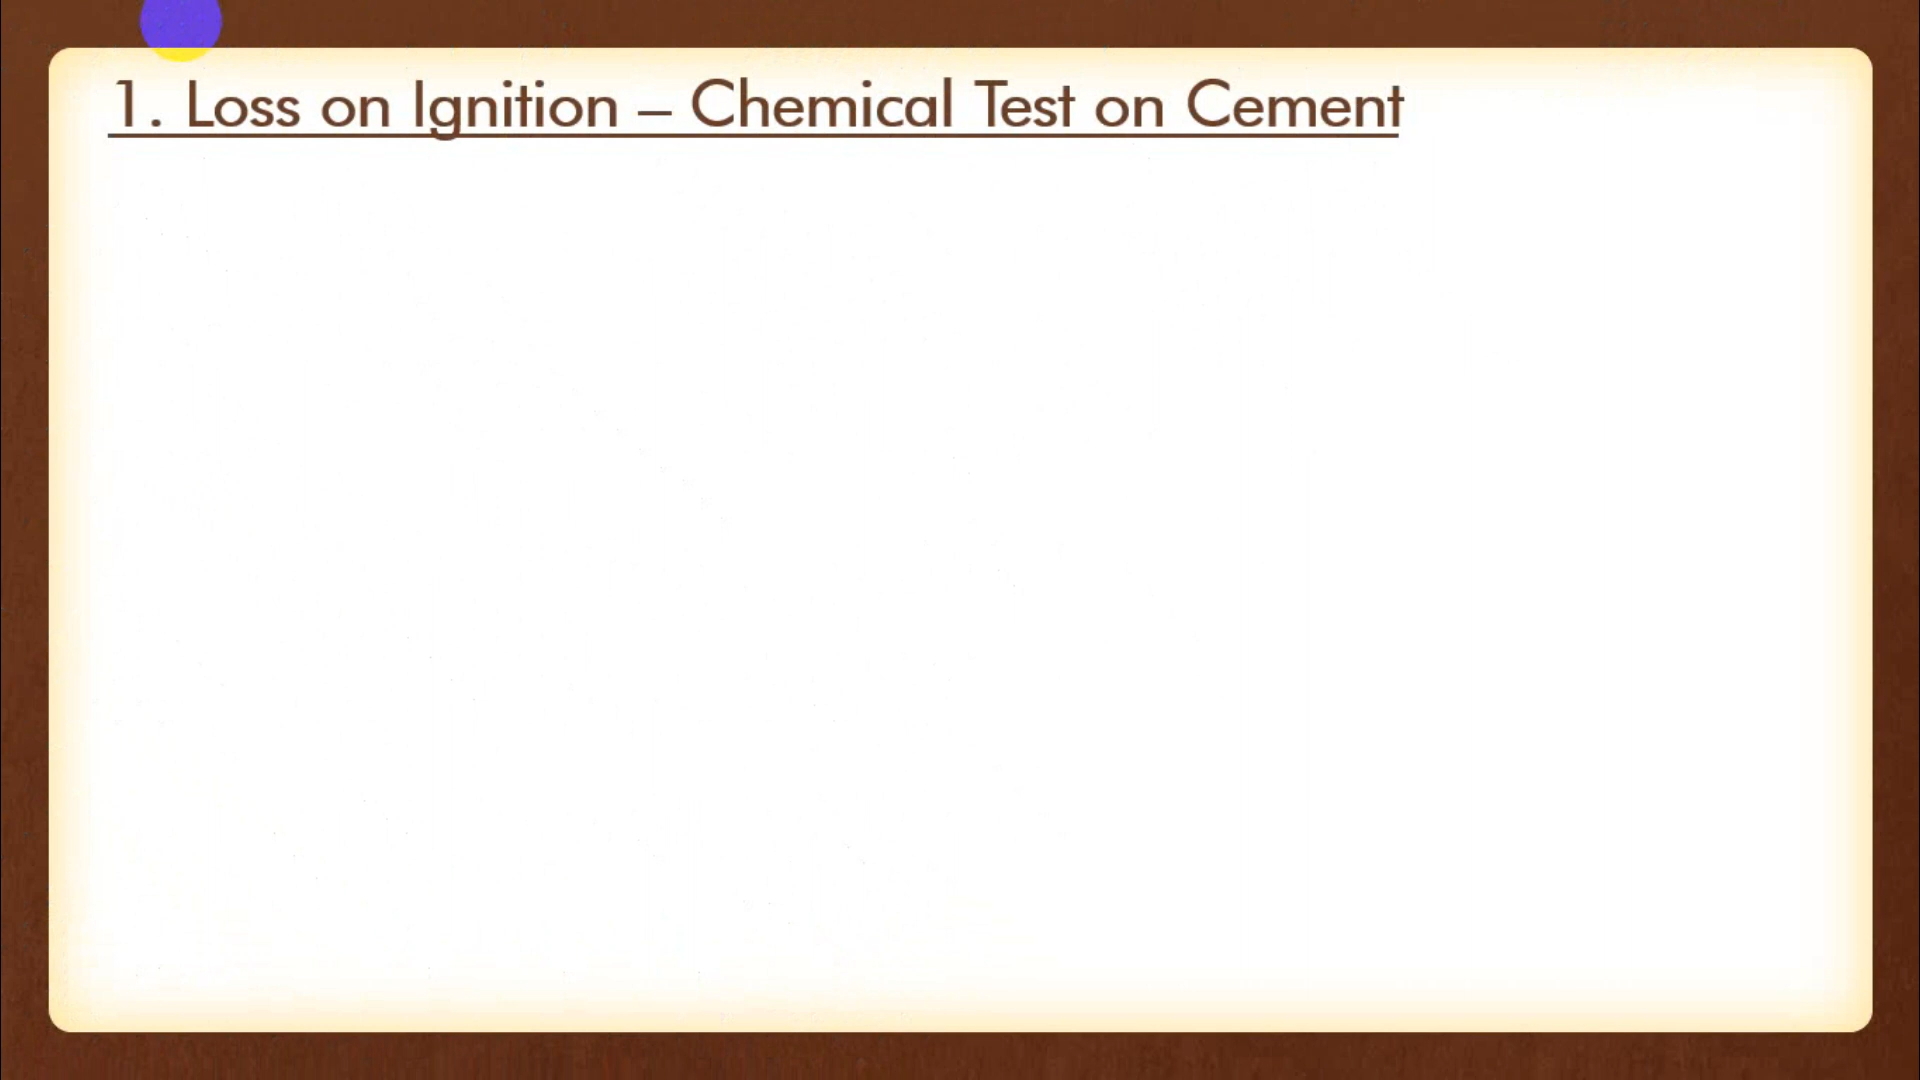 1. Loss on Ignition – Chemical Test on Cement